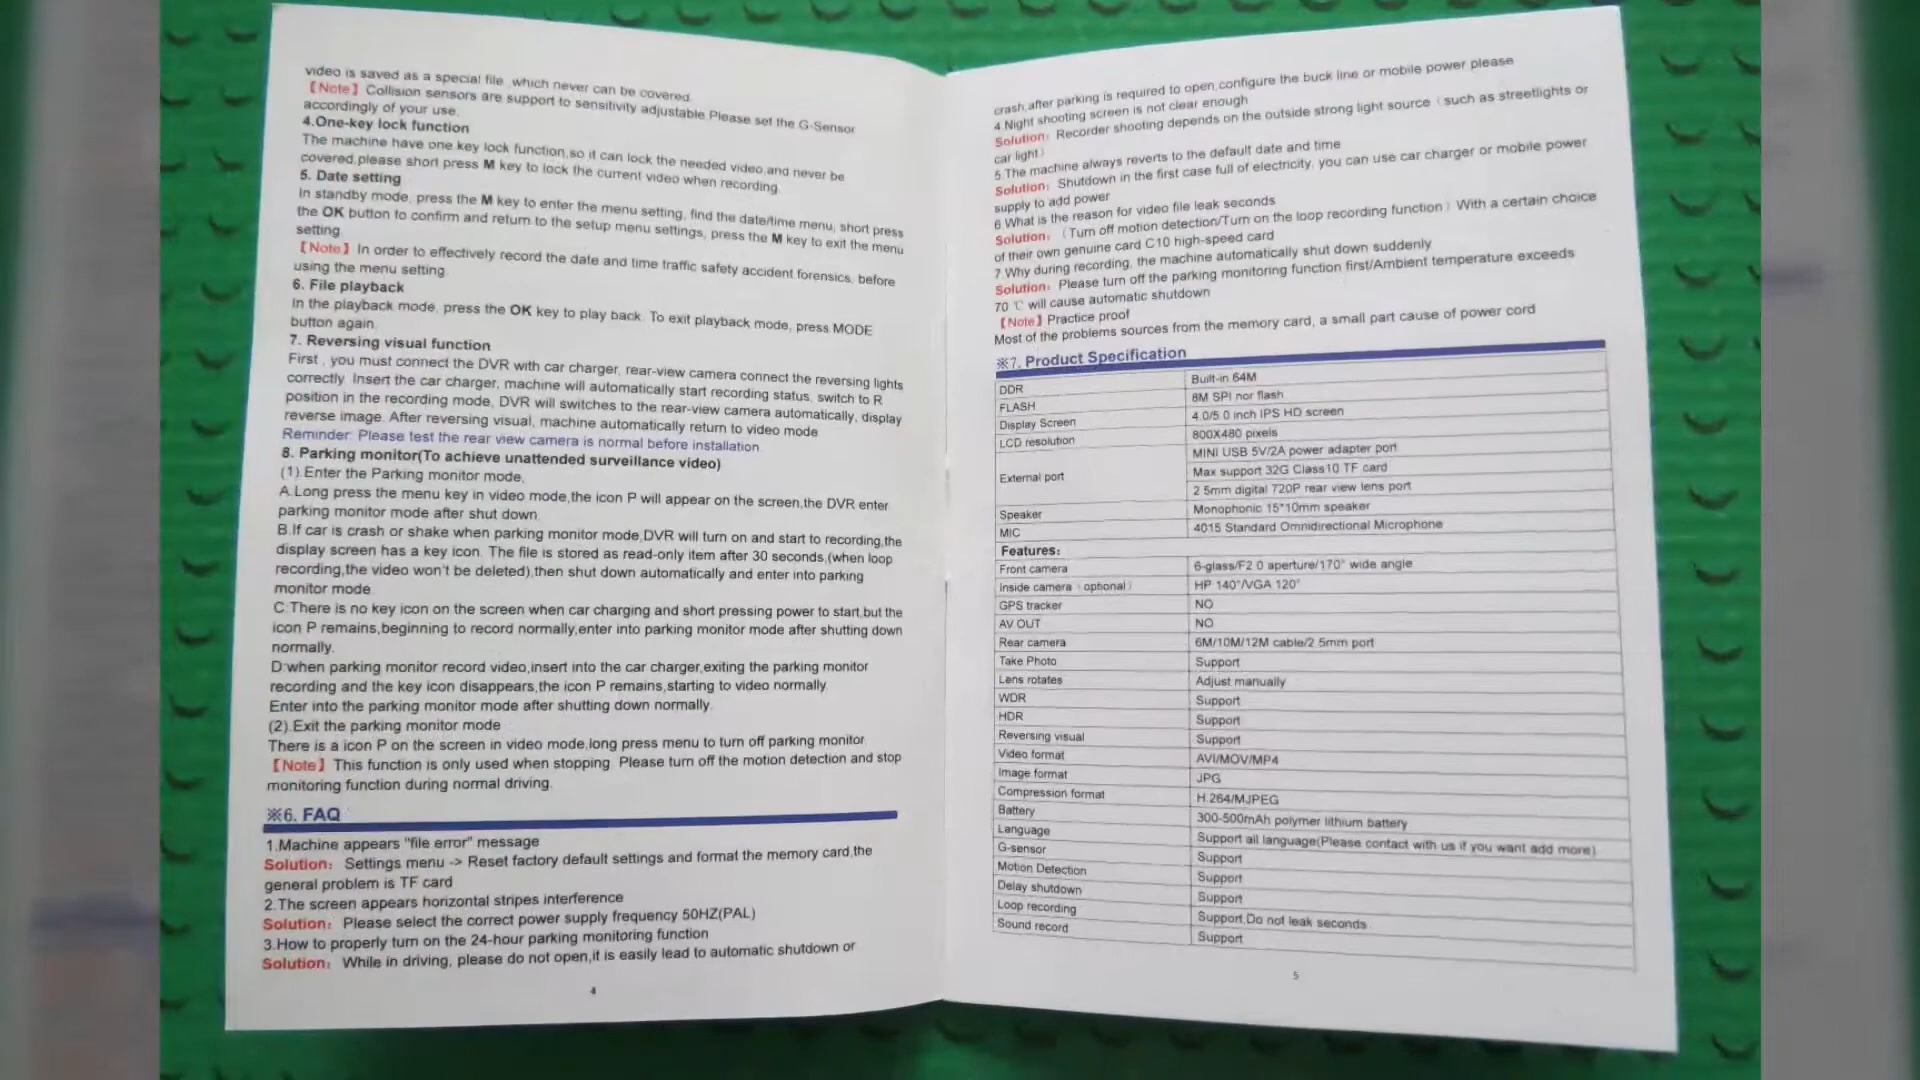 video is saved as a special file ,which never can be covered.
【Note】Collision sensors are support to sensitivity adjustable.Please set the G-Sensor
accordingly of your use.
4.One-key lock function
The machine have one key lock function,so it can lock the needed video,and never be
covered,please short press M key to lock the current video when recording.
5. Date setting
In standby mode, press the M key to enter the menu setting, find the date/time menu, short press
the OK button to confirm and return to the setup menu settings, press the M key to exit the menu
setting.
【Note】In order to effectively record the date and time traffic safety accident forensics, before
using the menu setting.
6. File playback
In the playback mode, press the OK key to play back. To exit playback mode, press MODE
button again.
7. Reversing visual function
First , you must connect the DVR with car charger, rear-view camera connect the reversing lights
correctly. Insert the car charger, machine will automatically start recording status, switch to R
position in the recording mode, DVR will switches to the rear-view camera automatically, display
reverse image. After reversing visual, machine automatically return to video mode.
Reminder: Please test the rear view camera is normal before installation.
8. Parking monitor(To achieve unattended surveillance video)
(1).Enter the Parking monitor mode,
A.Long press the menu key in video mode,the icon P will appear on the screen,the DVR enter
parking monitor mode after shut down.
B.If car is crash or shake when parking monitor mode,DVR will turn on and start to recording,the
display screen has a key icon. The file is stored as read-only item after 30 seconds,(when loop
recording,the video won't be deleted),then shut down automatically and enter into parking
monitor mode.
C.There is no key icon on the screen when car charging and short pressing power to start,but the
icon P remains,beginning to record normally,enter into parking monitor mode after shutting down
normally.
D:when parking monitor record video,insert into the car charger,exiting the parking monitor
recording and the key icon disappears,the icon P remains,starting to video normally.
Enter into the parking monitor mode after shutting down normally.
(2).Exit the parking monitor mode
There is a icon P on the screen in video mode,long press menu to turn off parking monitor.
【Note】This function is only used when stopping. Please turn off the motion detection and stop
monitoring function during normal driving.
※6. FAQ
1.Machine appears "file error" message
Solution: Settings menu -> Reset factory default settings and format the memory card,the
general problem is TF card
2.The screen appears horizontal stripes interference
Solution: Please select the correct power supply frequency 50HZ(PAL)
3.How to properly turn on the 24-hour parking monitoring function
Solution: While in driving, please do not open,it is easily lead to automatic shutdown or
4
crash,after parking is required to open,configure the buck line or mobile power please
4.Night shooting screen is not clear enough
Solution: Recorder shooting depends on the outside strong light source（such as streetlights or
car light）
5.The machine always reverts to the default date and time
Solution: Shutdown in the first case full of electricity, you can use car charger or mobile power
supply to add power
6.What is the reason for video file leak seconds
Solution:（Turn off motion detection/Turn on the loop recording function）With a certain choice
of their own genuine card C10 high-speed card
7.Why during recording, the machine automatically shut down suddenly
Solution: Please turn off the parking monitoring function first/Ambient temperature exceeds
70 ℃ will cause automatic shutdown
【Note】Practice proof
Most of the problems sources from the memory card, a small part cause of power cord
※7. Product Specification
DDR Built-in 64M
FLASH 8M SPI nor flash
Display Screen 4.0/5.0 inch IPS HD screen
LCD resolution 800X480 pixels
External port MINI USB 5V/2A power adapter port
Max support 32G Class10 TF card
2.5mm digital 720P rear view lens port
Speaker Monophonic 15*10mm speaker
MIC 4015 Standard Omnidirectional Microphone
Features:
Front camera 6-glass/F2.0 aperture/170° wide angle
Inside camera（optional） HP 140°/VGA 120°
GPS tracker NO
AV OUT NO
Rear camera 6M/10M/12M cable/2.5mm port
Take Photo Support
Lens rotates Adjust manually
WDR Support
HDR Support
Reversing visual Support
Video format AVI/MOV/MP4
Image format JPG
Compression format H.264/MJPEG
Battery 300-500mAh polymer lithium battery
Language Support all language(Please contact with us if you want add more)
G-sensor Support
Motion Detection Support
Delay shutdown Support
Loop recording Support,Do not leak seconds
Sound record Support
5